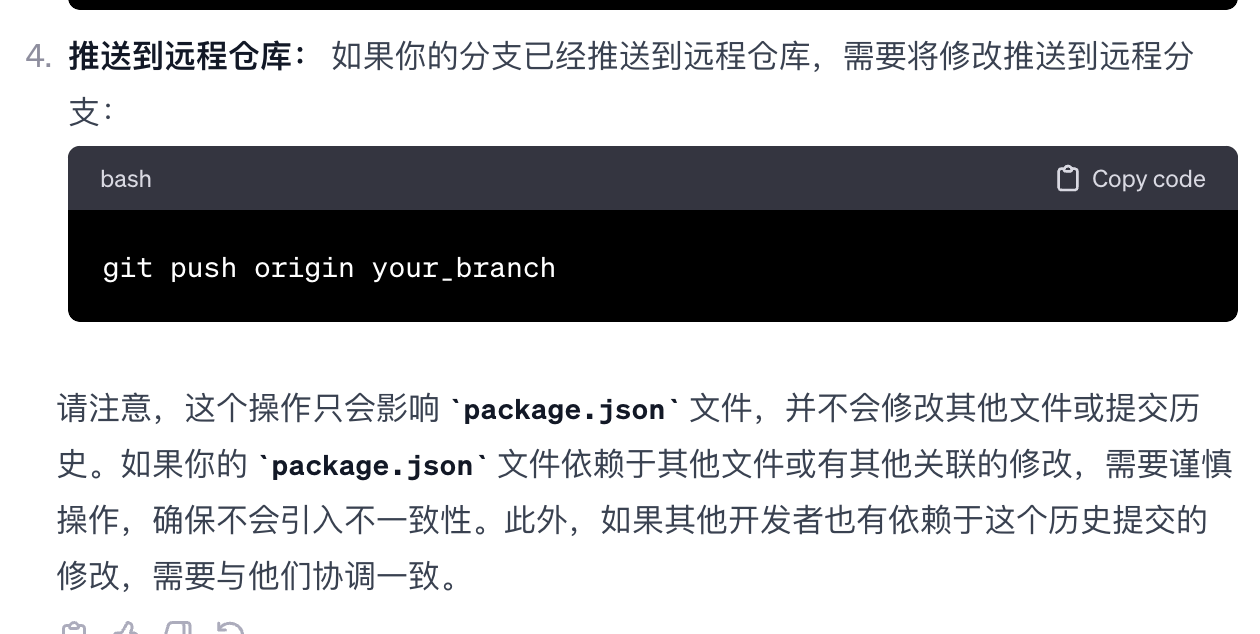 4. 推送到远程仓库： 如果你的分支已经推送到远程仓库，需要将修改推送到远程分
支：
bash Copy code
git push origin your_branch
请注意，这个操作只会影响 `package.json` 文件，并不会修改其他文件或提交历
史。如果你的 `package.json` 文件依赖于其他文件或有其他关联的修改，需要谨慎
操作，确保不会引入不一致性。此外，如果其他开发者也有依赖于这个历史提交的
修改，需要与他们协调一致。